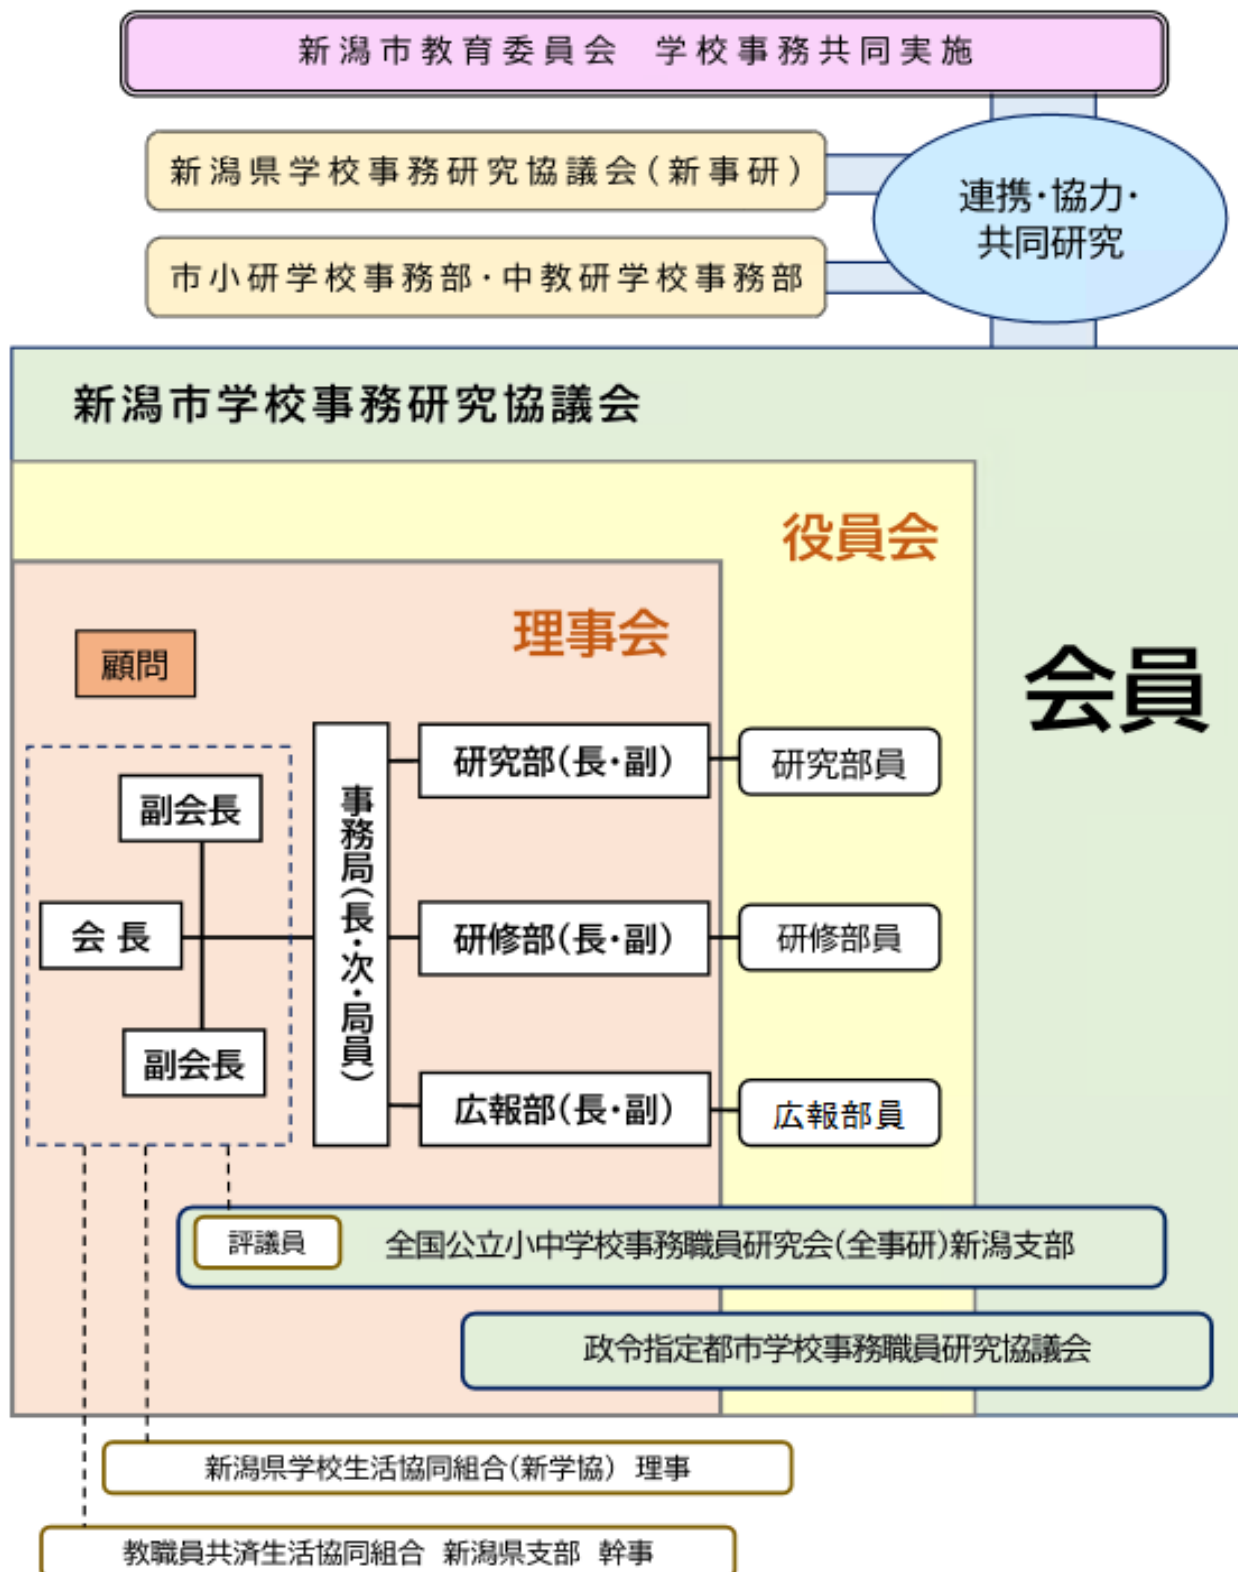 新潟市教育委員会　学校事務共同実施
新潟県学校事務研究協議会(新事研)
連携・協力・
共同研究
市小研学校事務部・中教研学校事務部
新潟市学校事務研究協議会
役員会
理事会
会員
顧問
副会長
会長
副会長
事務局(長・次・局員)
研究部(長・副)
研究部員
研修部(長・副)
研修部員
広報部(長・副)
広報部員
評議員
全国公立小中学校事務職員研究会(全事研)新潟支部
政令指定都市学校事務職員研究協議会
新潟県学校生活協同組合(新学協)　理事
教職員共済生活協同組合　新潟県支部　幹事